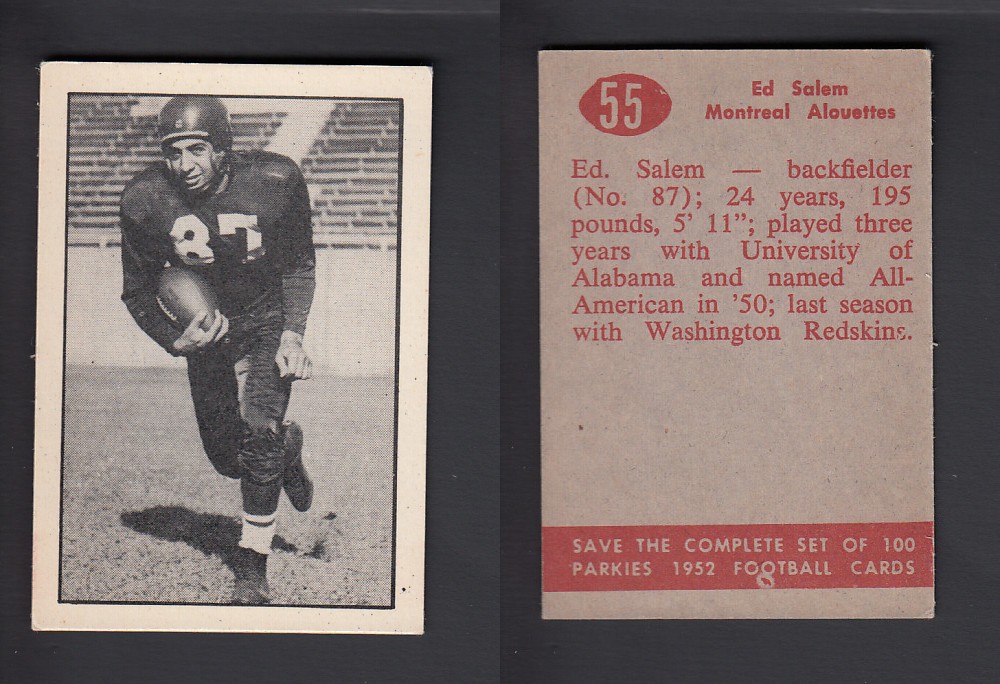 87
55
Ed Salem
Montreal Alouettes
Ed. Salem — backfielder
(No. 87); 24 years, 195
pounds, 5' 11”; played three
years with University of
Alabama and named All-
American in '50; last season
with Washington Redskins.
SAVE THE COMPLETE SET OF 100
PARKIES 1952 FOOTBALL CARDS